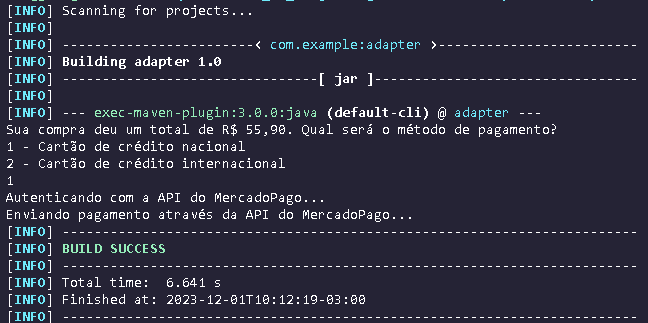 [INFO] Scanning for projects...
[INFO]
[INFO] ------------------------< com.example:adapter >-------------------------
[INFO] Building adapter 1.0
[INFO] --------------------------------[ jar ]---------------------------------
[INFO]
[INFO] --- exec-maven-plugin:3.0.0:java (default-cli) @ adapter ---
Sua compra deu um total de R$ 55,90. Qual será o método de pagamento?
1 - Cartão de crédito nacional
2 - Cartão de crédito internacional
1
Autenticando com a API do MercadoPago...
Enviando pagamento através da API do MercadoPago...
[INFO] ------------------------------------------------------------------------
[INFO] BUILD SUCCESS
[INFO] ------------------------------------------------------------------------
[INFO] Total time:  6.641 s
[INFO] Finished at: 2023-12-01T10:12:19-03:00
[INFO] ------------------------------------------------------------------------